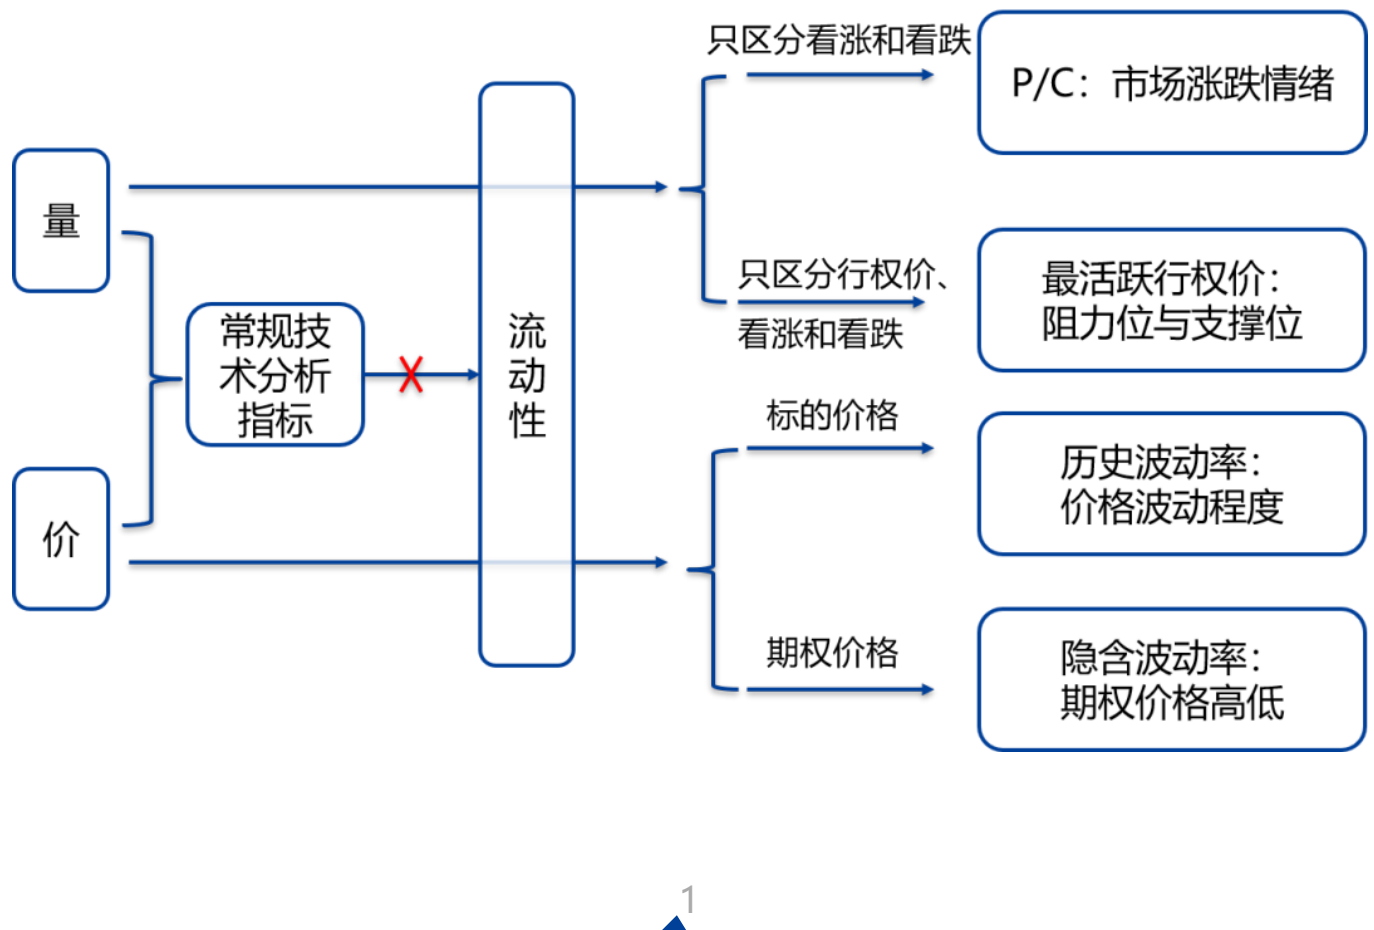 量
价
常规技
术分析
指标
流
动
性
只区分看涨和看跌
P/C：市场涨跌情绪
只区分行权价、
看涨和看跌
最活跃行权价：
阻力位与支撑位
标的价格
历史波动率：
价格波动程度
期权价格
隐含波动率：
期权价格高低
1